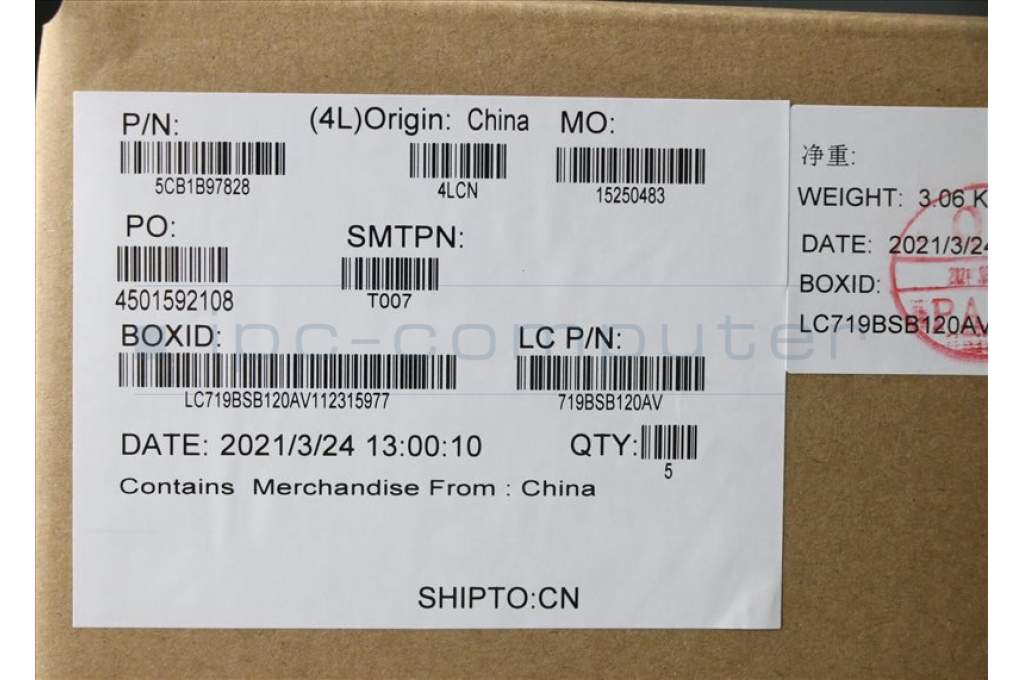 P/N:
5CB1B97828
(4L)Origin: China
4LCN
MO:
15250483
PO:
4501592108
SMTPN:
T007
BOXID:
LC719BSB120AV112315977
LC P/N:
719BSB120AV
DATE: 2021/3/24 13:00:10
QTY:
5
Contains Merchandise From : China
SHIPTO:CN
净重:
WEIGHT: 3.06 K
DATE: 2021/3/24
BOXID:
LC719BSB120AV
ipc-computer